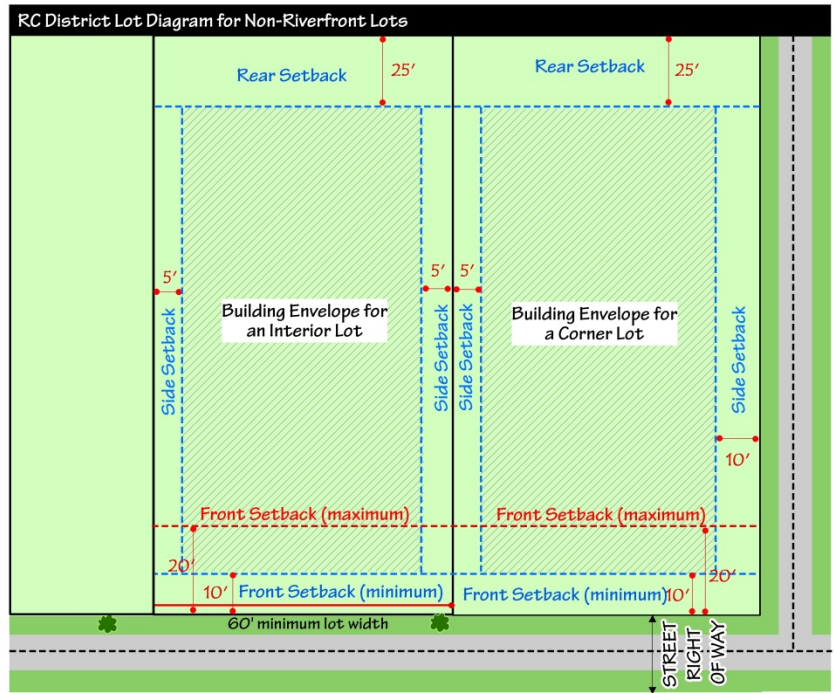 RC District Lot Diagram for Non-Riverfront Lots
Rear Setback
25'
Rear Setback
25'
5'
5'
5'
Building Envelope for
an Interior Lot
Building Envelope for
a Corner Lot
Side Setback
Side Setback
Side Setback
Side Setback
10'
Front Setback (maximum)
Front Setback (maximum)
20'
20'
10'
Front Setback (minimum)
Front Setback (minimum)
10'
60' minimum lot width
STREET
RIGHT
OF WAY